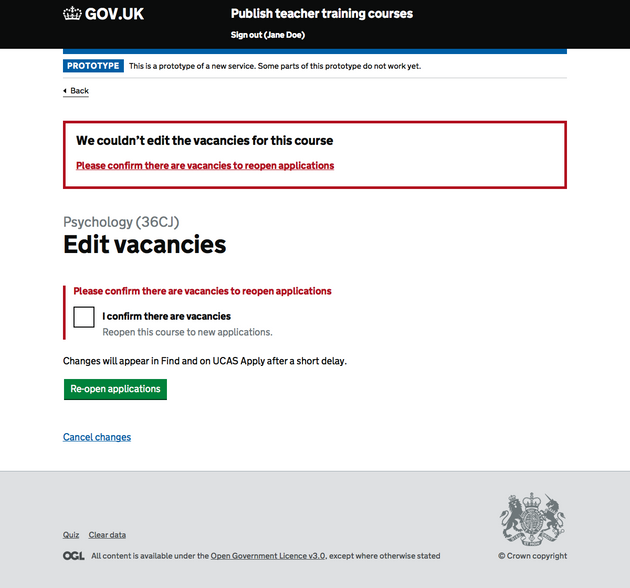 GOV.UK
Publish teacher training courses
Sign out (Jane Doe)
PROTOTYPE This is a prototype of a new service. Some parts of this prototype do not work yet.
Back
We couldn’t edit the vacancies for this course
Please confirm there are vacancies to reopen applications
Psychology (36CJ)
Edit vacancies
Please confirm there are vacancies to reopen applications
I confirm there are vacancies
Reopen this course to new applications.
Changes will appear in Find and on UCAS Apply after a short delay.
Re-open applications
Cancel changes
Quiz Clear data
OGL All content is available under the Open Government Licence v3.0, except where otherwise stated
© Crown copyright